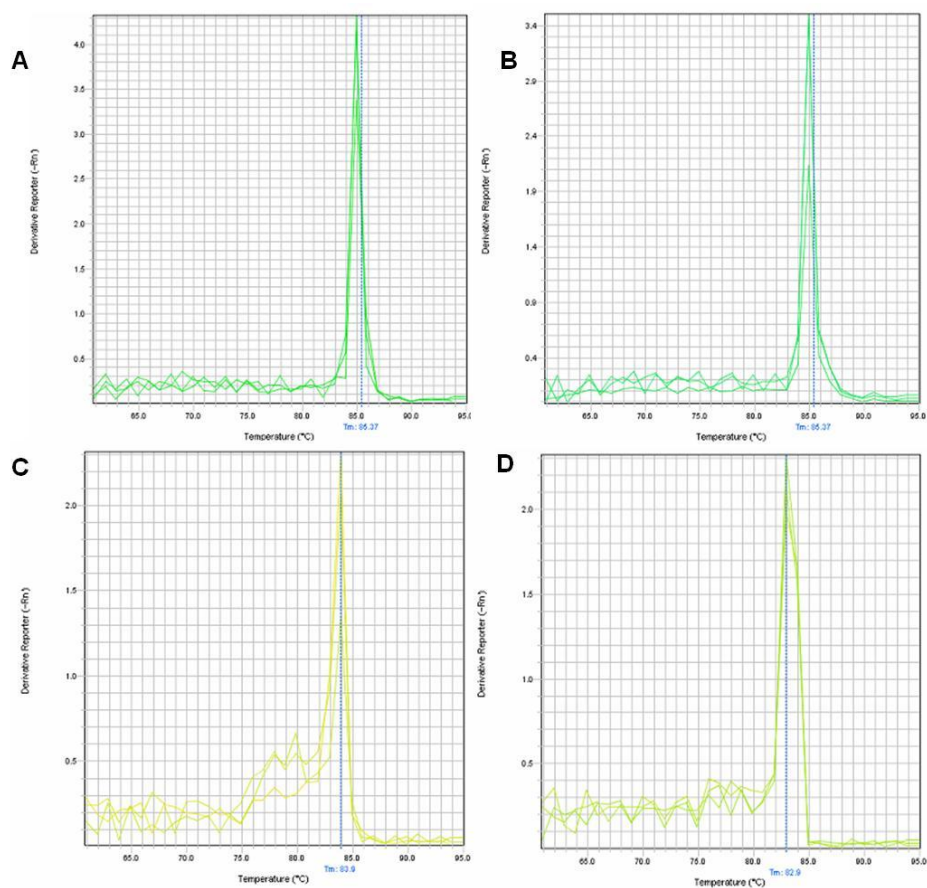 A
Derivative Reporter (-Rn')
4.0
3.5
3.0
2.5
2.0
1.5
1.0
0.5
65.0 70.0 75.0 80.0 85.0 90.0 95.0
Tm: 85.37
Temperature (°C)
B
Derivative Reporter (-Rn')
3.4
2.9
2.4
1.9
1.4
0.9
0.4
65.0 70.0 75.0 80.0 85.0 90.0 95.0
Tm: 85.37
Temperature (°C)
C
Derivative Reporter (-Rn')
2.0
1.5
1.0
0.5
65.0 70.0 75.0 80.0 85.0 90.0 95.0
Tm: 83.9
Temperature (°C)
D
Derivative Reporter (-Rn')
2.0
1.5
1.0
0.5
65.0 70.0 75.0 80.0 85.0 90.0 95.0
Tm: 82.9
Temperature (°C)